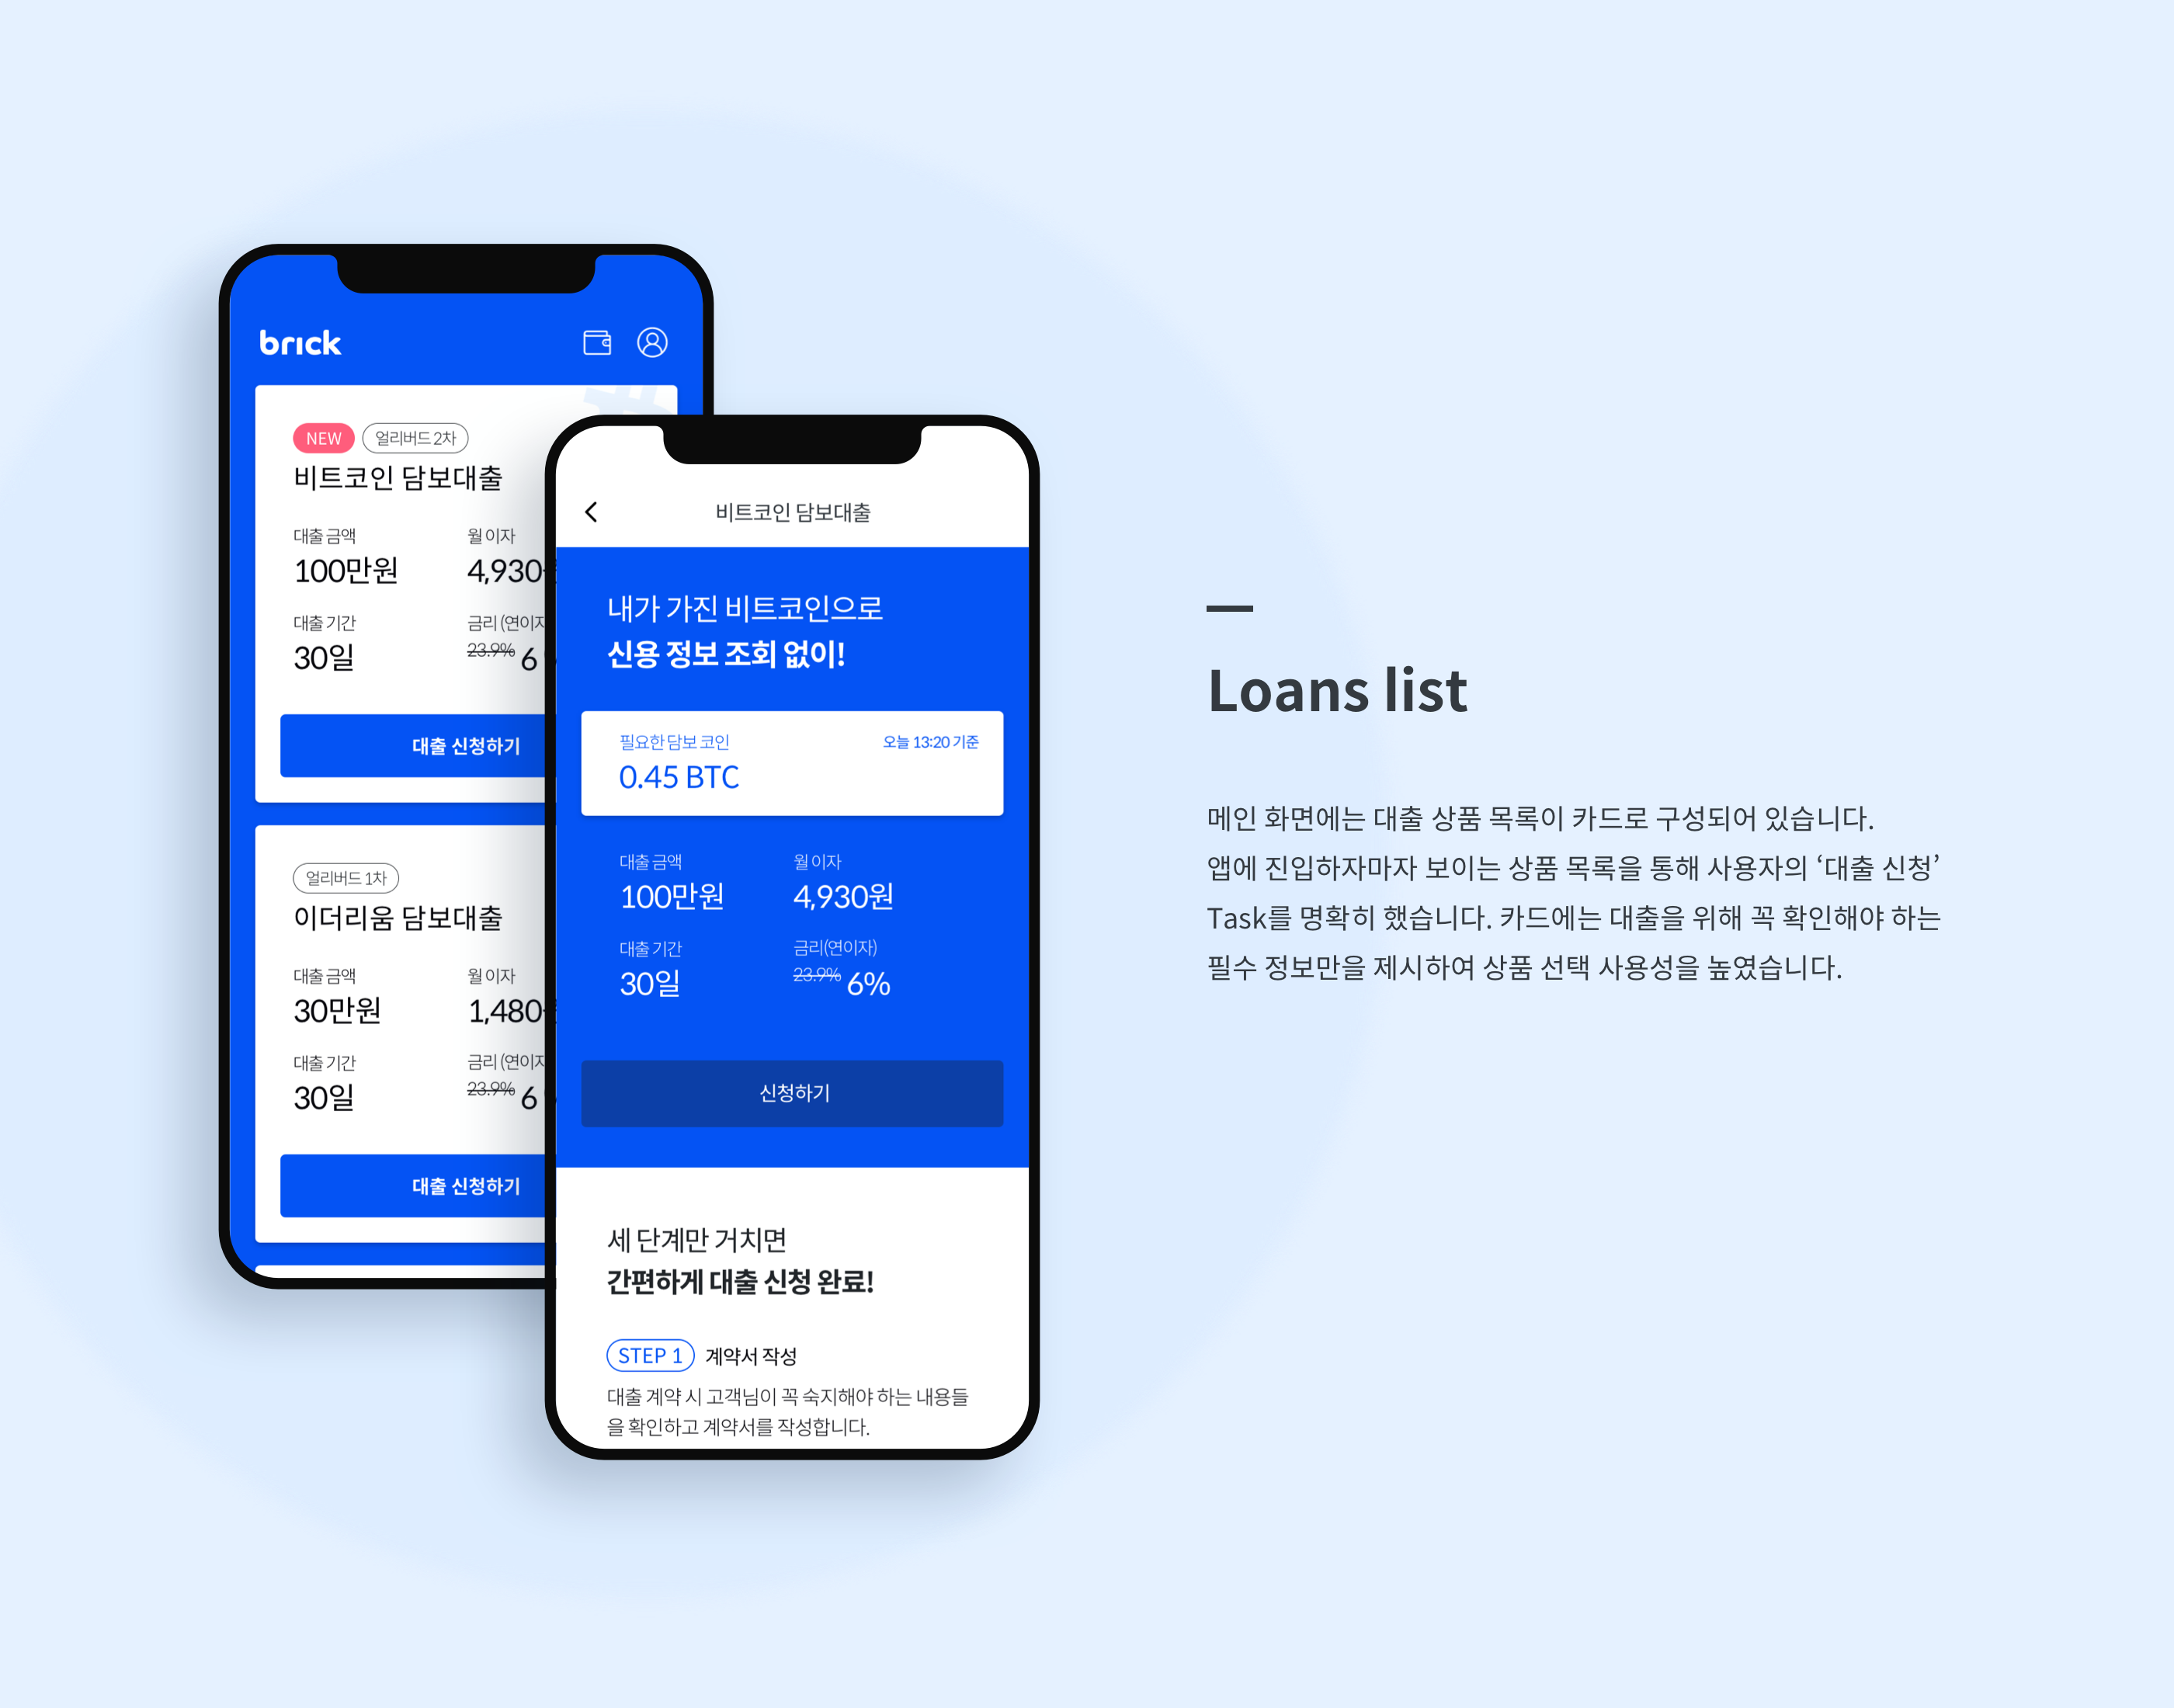 brick
NEW
얼리버드 2차
비트코인 담보대출
대출 금액
월 이자
100만원
4,930
대출 기간
금리 (연이자
30일
23.9% 6
대출 신청하기
얼리버드 1차
이더리움 담보대출
대출 금액
월 이자
30만원
1,480
대출 기간
금리 (연이자
30일
23.9% 6
대출 신청하기
비트코인 담보대출
내가 가진 비트코인으로
신용 정보 조회 없이!
필요한 담보 코인
오늘 13:20 기준
0.45 BTC
대출 금액
월 이자
100만원
4,930원
대출 기간
금리(연이자)
30일
23.9% 6%
신청하기
세 단계만 거치면
간편하게 대출 신청 완료!
STEP 1 계약서 작성
대출 계약 시 고객님이 꼭 숙지해야 하는 내용들
을 확인하고 계약서를 작성합니다.
Loans list
메인 화면에는 대출 상품 목록이 카드로 구성되어 있습니다.
앱에 진입하자마자 보이는 상품 목록을 통해 사용자의 ‘대출 신청’
Task를 명확히 했습니다. 카드에는 대출을 위해 꼭 확인해야 하는
필수 정보만을 제시하여 상품 선택 사용성을 높였습니다.